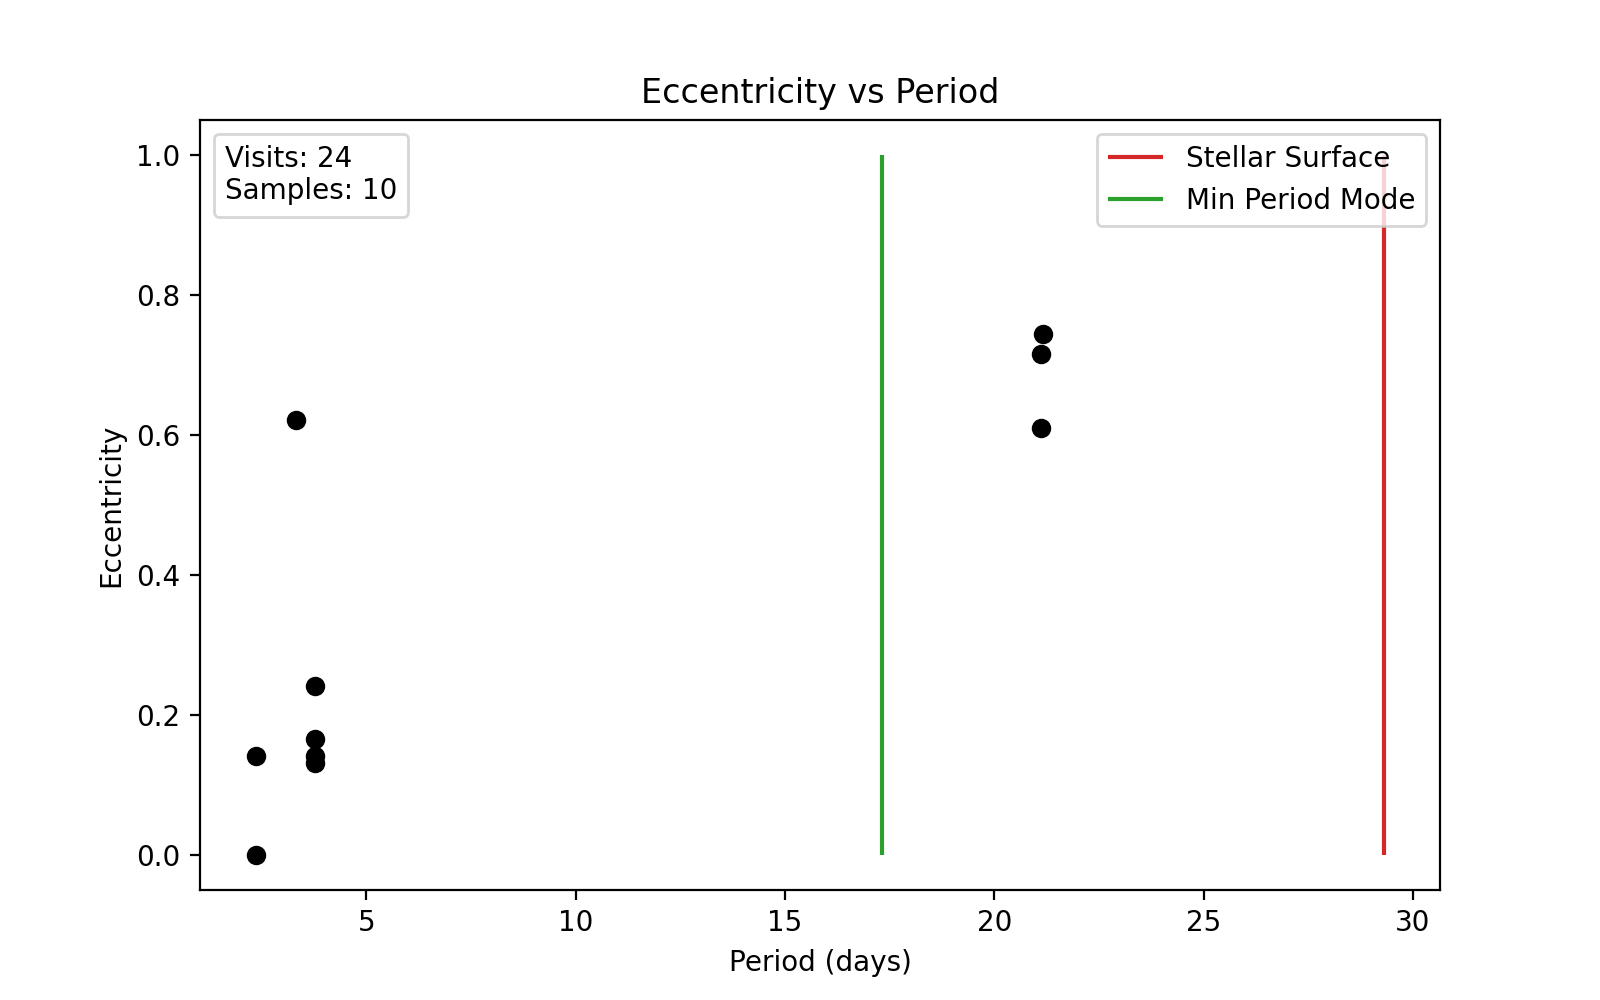 Eccentricity vs Period
Visits: 24
Samples: 10
Stellar Surface
Min Period Mode
1.0
0.8
0.6
0.4
0.2
0.0
Eccentricity
5 10 15 20 25 30
Period (days)